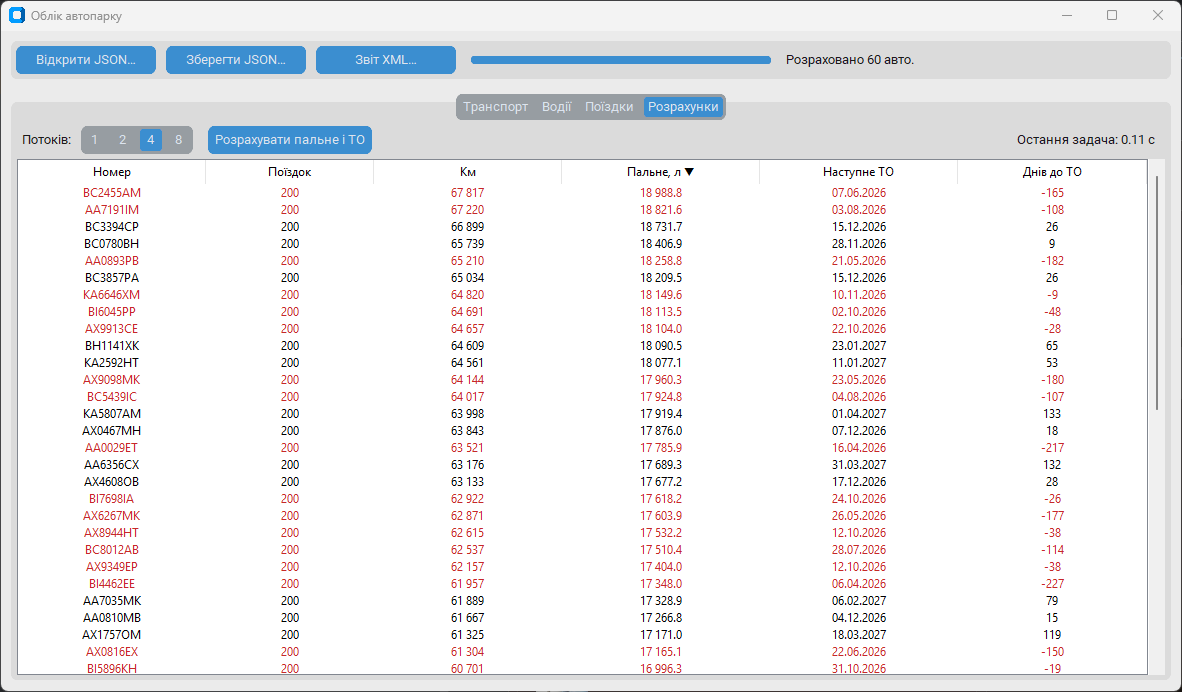 Облік автопарку
Відкрити JSON... Зберегти JSON... Звіт XML... Розраховано 60 авто.
Транспорт Водії Поїздки Розрахунки
Потоків: 1 2 4 8 Розрахувати пальне і ТО Остання задача: 0.11 с
Номер Поїздок Км Пальне, л ▼ Наступне ТО Днів до ТО
BC2455AM 200 67 817 18 988.8 07.06.2026 -165
AA7191IM 200 67 220 18 821.6 03.08.2026 -108
BC3394CP 200 66 899 18 731.7 15.12.2026 26
BC0780BH 200 65 739 18 406.9 28.11.2026 9
AA0893PB 200 65 210 18 258.8 21.05.2026 -182
BC3857PA 200 65 034 18 209.5 15.12.2026 26
KA6646XM 200 64 820 18 149.6 10.11.2026 -9
BI6045PP 200 64 691 18 113.5 02.10.2026 -48
AX9913CE 200 64 657 18 104.0 22.10.2026 -28
BH1141XK 200 64 609 18 090.5 23.01.2027 65
KA2592HT 200 64 561 18 077.1 11.01.2027 53
AX9098MK 200 64 144 17 960.3 23.05.2026 -180
BC5439IC 200 64 017 17 924.8 04.08.2026 -107
KA5807AM 200 63 998 17 919.4 01.04.2027 133
AX0467MH 200 63 843 17 876.0 07.12.2026 18
AA0029ET 200 63 521 17 785.9 16.04.2026 -217
AA6356CX 200 63 176 17 689.3 31.03.2027 132
AX4608OB 200 63 133 17 677.2 17.12.2026 28
BI7698IA 200 62 922 17 618.2 24.10.2026 -26
AX6267MK 200 62 871 17 603.9 26.05.2026 -177
AX8944HT 200 62 615 17 532.2 12.10.2026 -38
BC8012AB 200 62 537 17 510.4 28.07.2026 -114
AX9349EP 200 62 157 17 404.0 12.10.2026 -38
BI4462EE 200 61 957 17 348.0 06.04.2026 -227
AA7035MK 200 61 889 17 328.9 06.02.2027 79
AA0810MB 200 61 667 17 266.8 04.12.2026 15
AX1757OM 200 61 325 17 171.0 18.03.2027 119
AX0816EX 200 61 304 17 165.1 22.06.2026 -150
BI5896KH 200 60 701 16 996.3 31.10.2026 -19